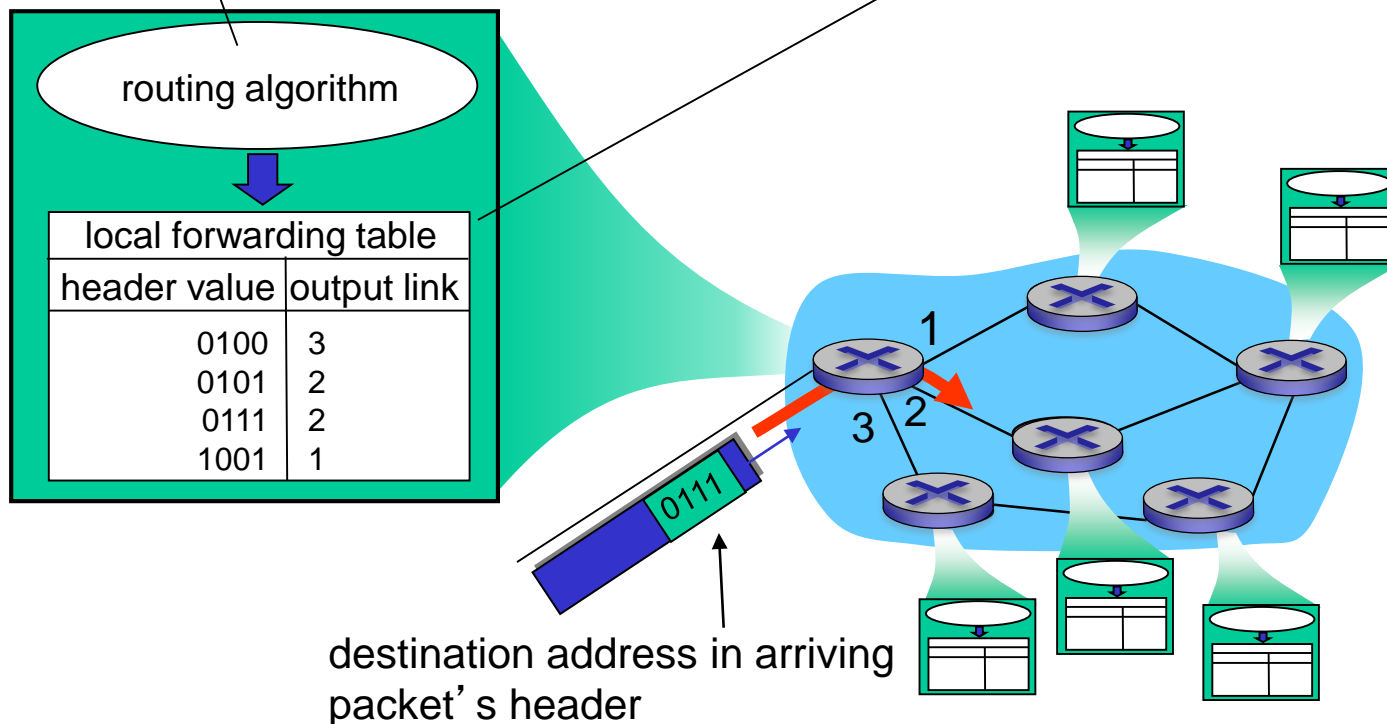 routing algorithm
local forwarding table
header value output link
0100 3
0101 2
0111 2
1001 1
1
2
3
0111
destination address in arriving
packet’ s header